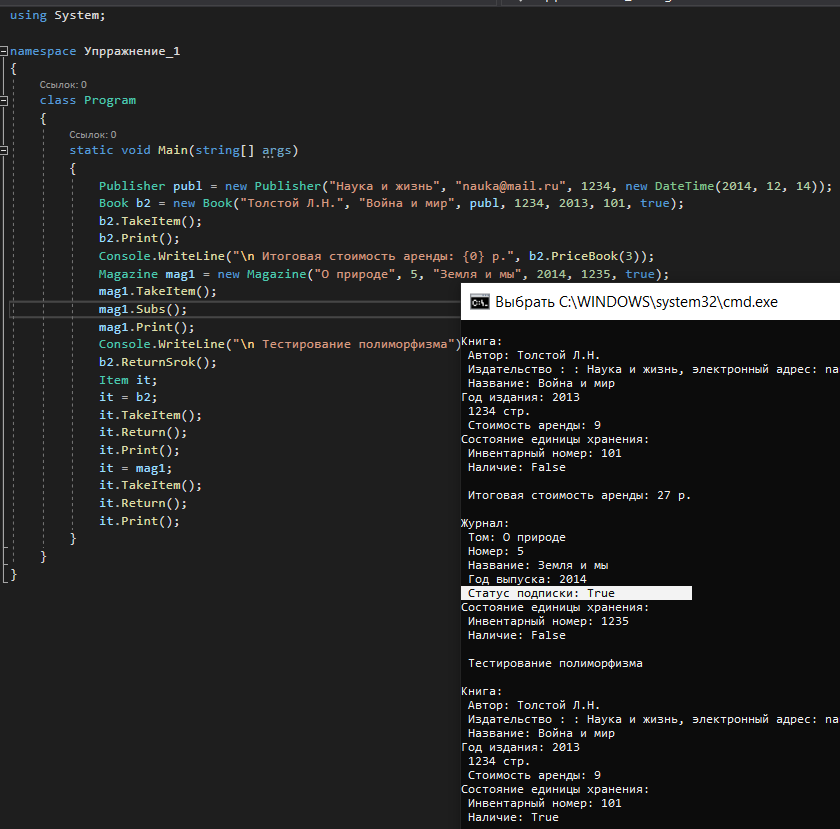 using System;
namespace Упрражнение_1
{
Ссылок: 0
class Program
{
Ссылок: 0
static void Main(string[] args)
{
Publisher publ = new Publisher("Наука и жизнь", "nauka@mail.ru", 1234, new DateTime(2014, 12, 14));
Book b2 = new Book("Толстой Л.Н.", "Война и мир", publ, 1234, 2013, 101, true);
b2.TakeItem();
b2.Print();
Console.WriteLine("\n Итоговая стоимость аренды: {0} р.", b2.PriceBook(3));
Magazine mag1 = new Magazine("О природе", 5, "Земля и мы", 2014, 1235, true);
mag1.TakeItem();
mag1.Subs();
mag1.Print();
Console.WriteLine("\n Тестирование полиморфизма")
b2.ReturnSrok();
Item it;
it = b2;
it.TakeItem();
it.Return();
it.Print();
it = mag1;
it.TakeItem();
it.Return();
it.Print();
}
}
}
Выбрать C:\WINDOWS\system32\cmd.exe
Книга:
Автор: Толстой Л.Н.
Издательство : : Наука и жизнь, электронный адрес: na
Название: Война и мир
Год издания: 2013
1234 стр.
Стоимость аренды: 9
Состояние единицы хранения:
Инвентарный номер: 101
Наличие: False
Итоговая стоимость аренды: 27 р.
Журнал:
Том: О природе
Номер: 5
Название: Земля и мы
Год выпуска: 2014
Статус подписки: True
Состояние единицы хранения:
Инвентарный номер: 1235
Наличие: False
Тестирование полиморфизма
Книга:
Автор: Толстой Л.Н.
Издательство : : Наука и жизнь, электронный адрес: na
Название: Война и мир
Год издания: 2013
1234 стр.
Стоимость аренды: 9
Состояние единицы хранения:
Инвентарный номер: 101
Наличие: True